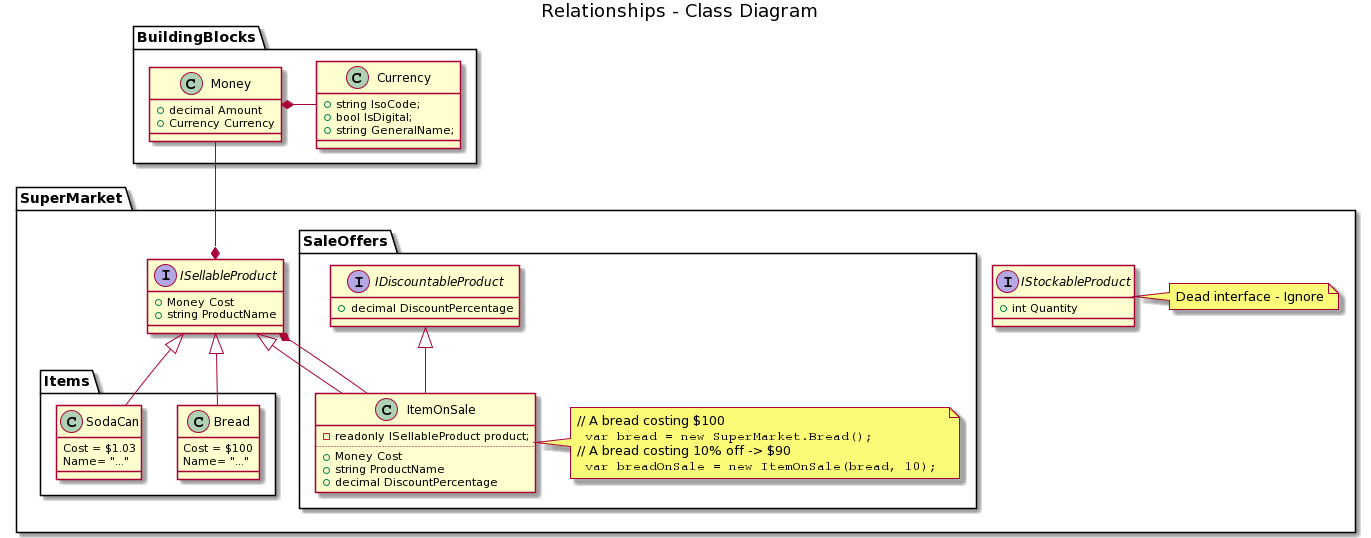 Relationships - Class Diagram
BuildingBlocks
C Money
decimal Amount
Currency Currency
C Currency
string IsoCode;
bool IsDigital;
string GeneralName;
SuperMarket
I ISellableProduct
Money Cost
string ProductName
SaleOffers
I IDiscountableProduct
decimal DiscountPercentage
I IStockableProduct
int Quantity
Dead interface - Ignore
Items
C SodaCan
Cost = $1.03
Name= "..."
C Bread
Cost = $100
Name= "..."
C ItemOnSale
readonly ISellableProduct product;
Money Cost
string ProductName
decimal DiscountPercentage
// A bread costing $100
var bread = new SuperMarket.Bread();
// A bread costing 10% off -> $90
var breadOnSale = new ItemOnSale(bread, 10);